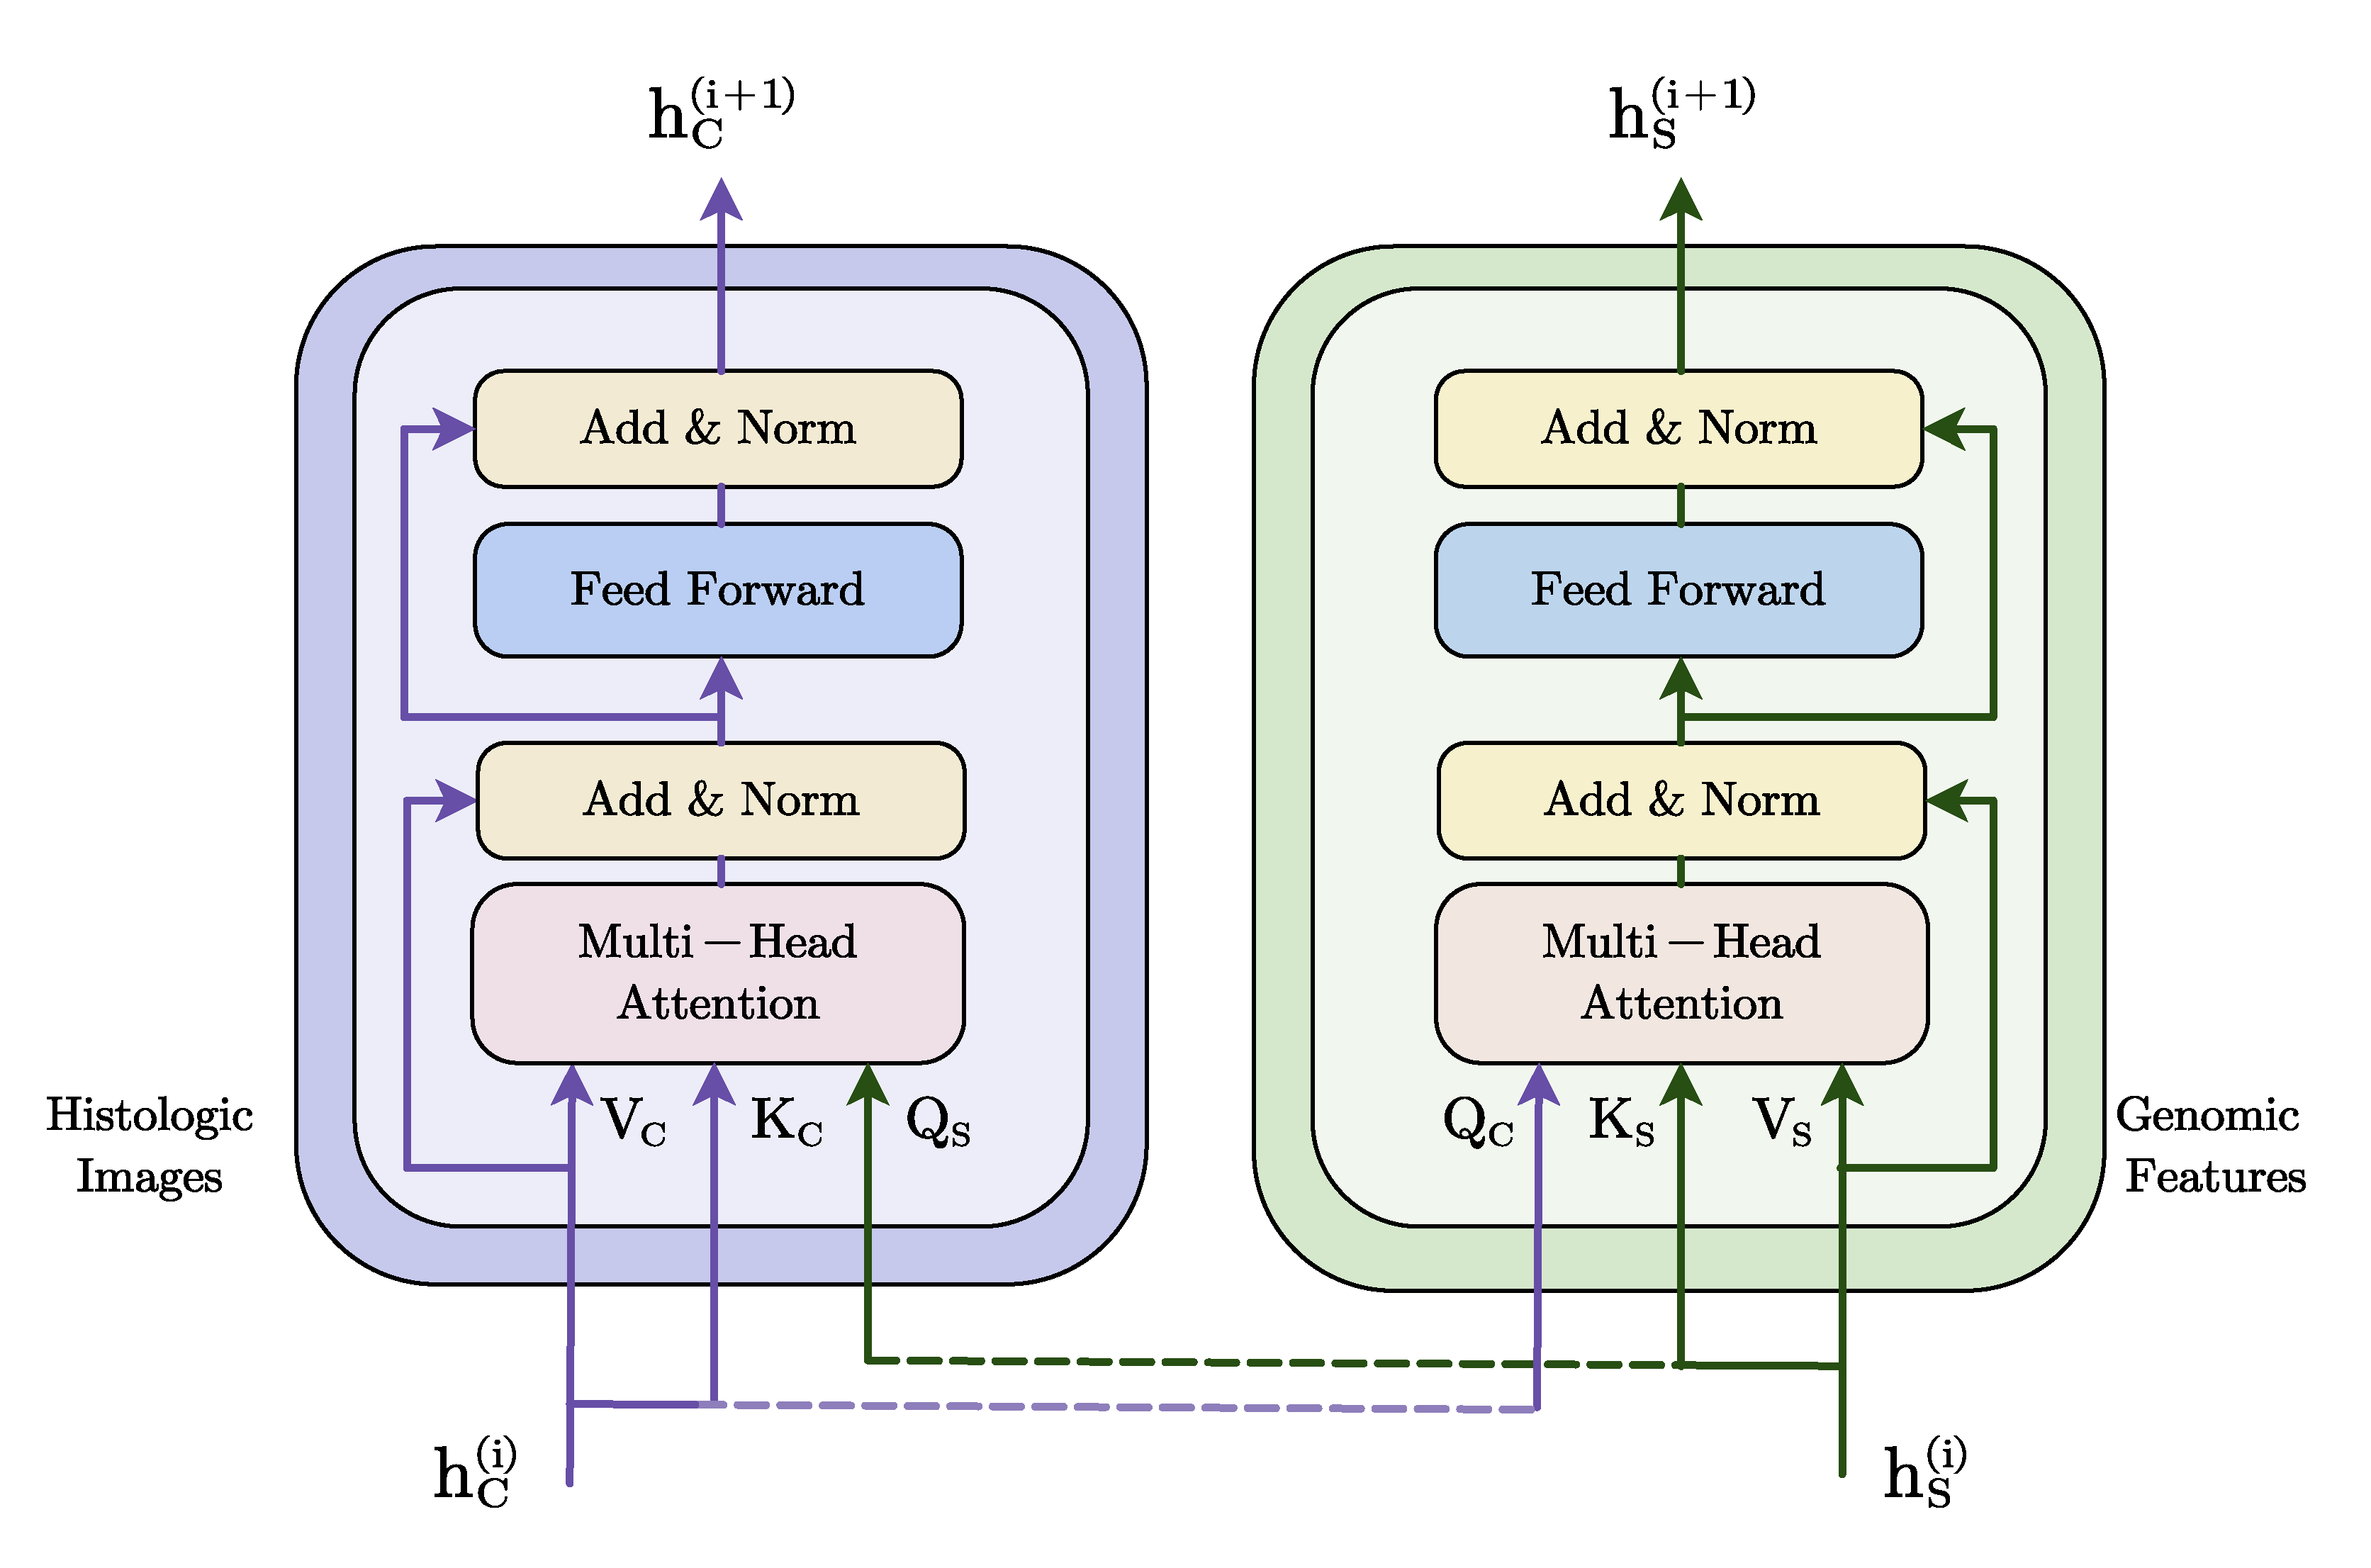 h_C^(i+1)
h_S^(i+1)
Add & Norm
Add & Norm
Feed Forward
Feed Forward
Add & Norm
Add & Norm
Multi – Head
Attention
Multi – Head
Attention
Histologic
Images
V_C
K_C
Q_S
Q_C
K_S
V_S
Genomic
Features
h_C^(i)
h_S^(i)